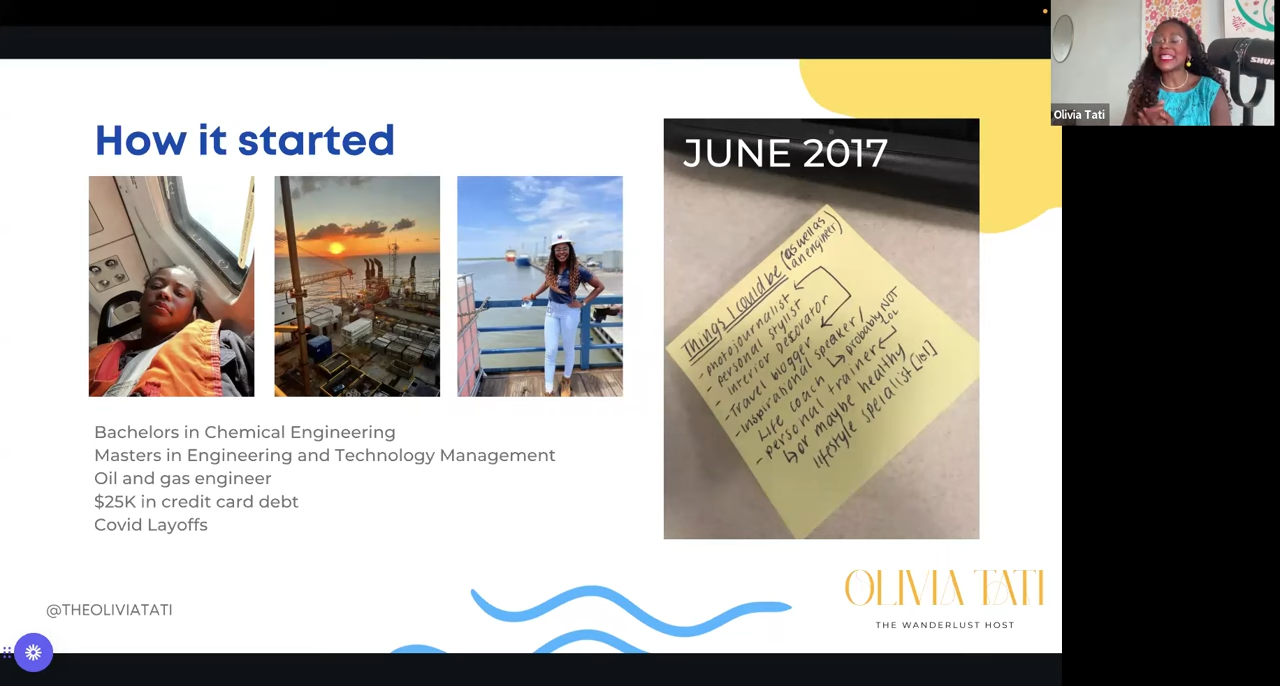 How it started
JUNE 2017
Things I could be (as well as
an engineer)
- photojournalist
- personal stylist
- interior decorator
- Travel blogger
- Inspirational speaker/
Life coach ↳ probably NOT
LOL
- personal trainer
↳ or maybe healthy
lifestyle specialist [lol]
Bachelors in Chemical Engineering
Masters in Engineering and Technology Management
Oil and gas engineer
$25K in credit card debt
Covid Layoffs
@THEOLIVIATATI
OLIVIA TATI
THE WANDERLUST HOST
Olivia Tati
SHURE